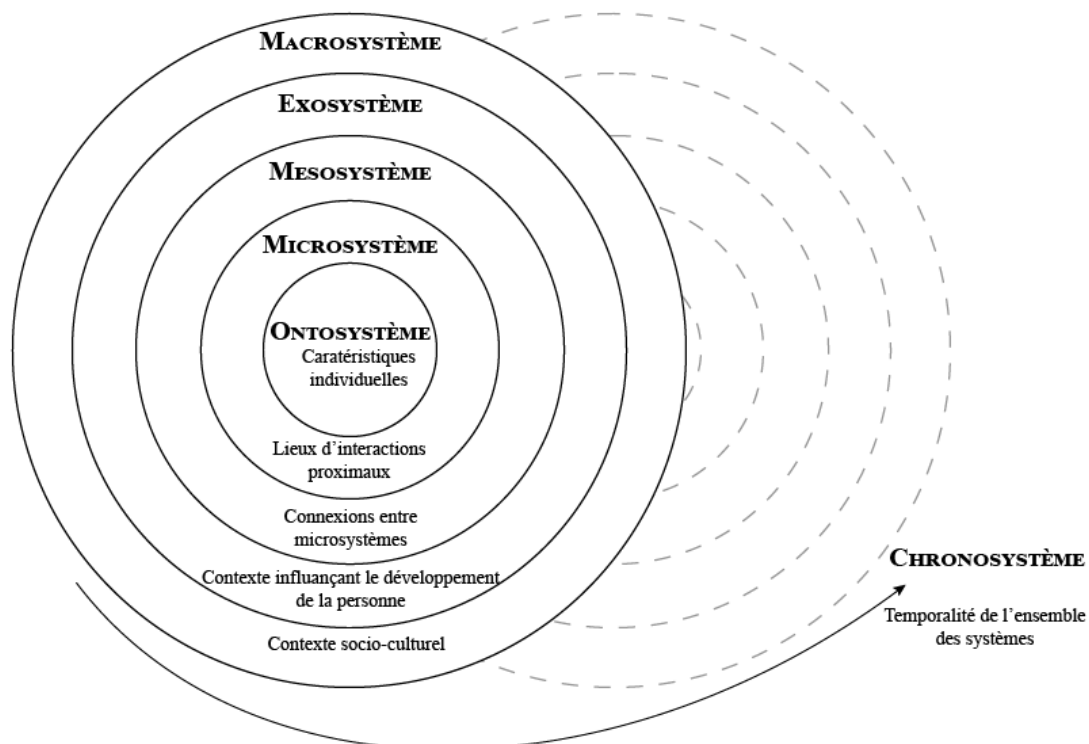 MACROSYSTÈME
EXOSYSTÈME
MESOSYSTÈME
MICROSYSTÈME
ONTOSYSTÈME
Caratéristiques
individuelles
Lieux d’interactions
proximaux
Connexions entre
microsystèmes
Contexte influançant le développement
de la personne
Contexte socio-culturel
CHRONOSYSTÈME
Temporalité de l’ensemble
des systèmes